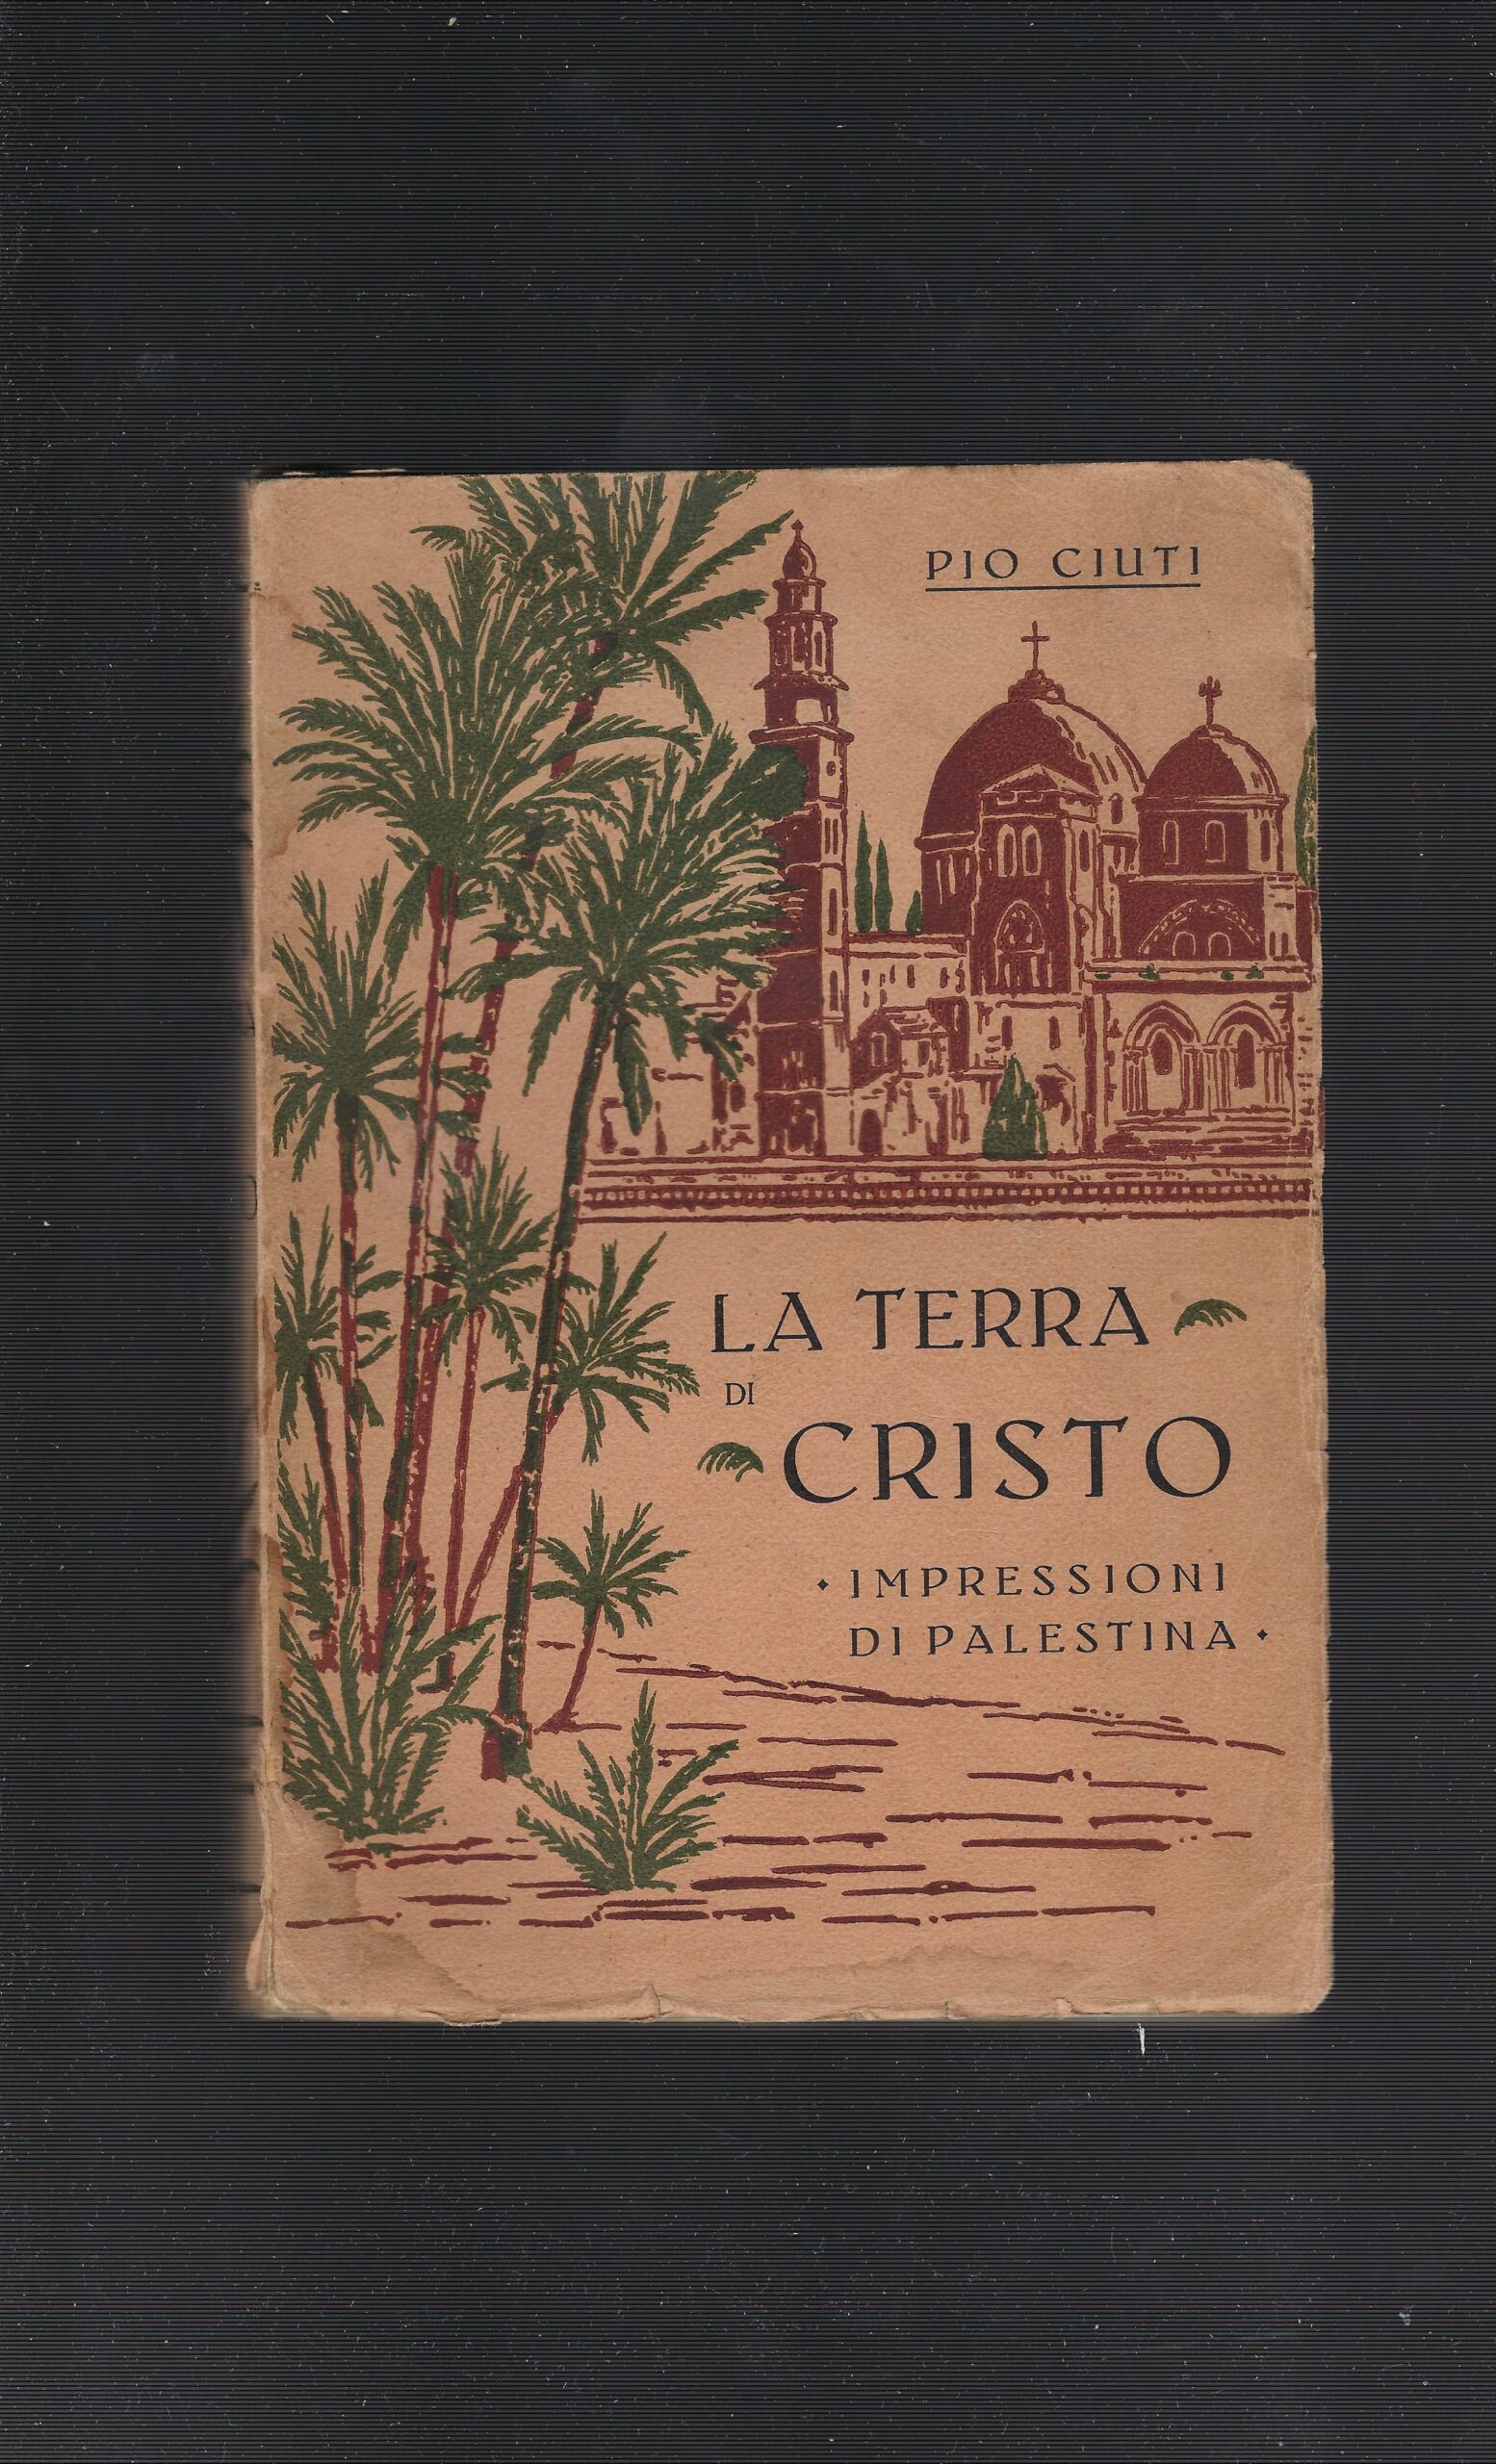 PIO CIUTI
LA TERRA
DI
CRISTO
IMPRESSIONI
DI PALESTINA